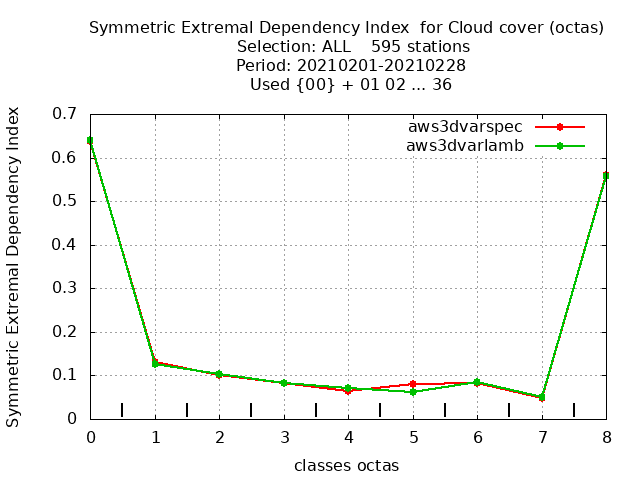 Symmetric Extremal Dependency Index  for Cloud cover (octas)
Selection: ALL    595 stations
Period: 20210201-20210228
Used {00} + 01 02 ... 36
Symmetric Extremal Dependency Index
0.7
0.6
0.5
0.4
0.3
0.2
0.1
0
aws3dvarspec
aws3dvarlamb
0 1 2 3 4 5 6 7 8
classes octas